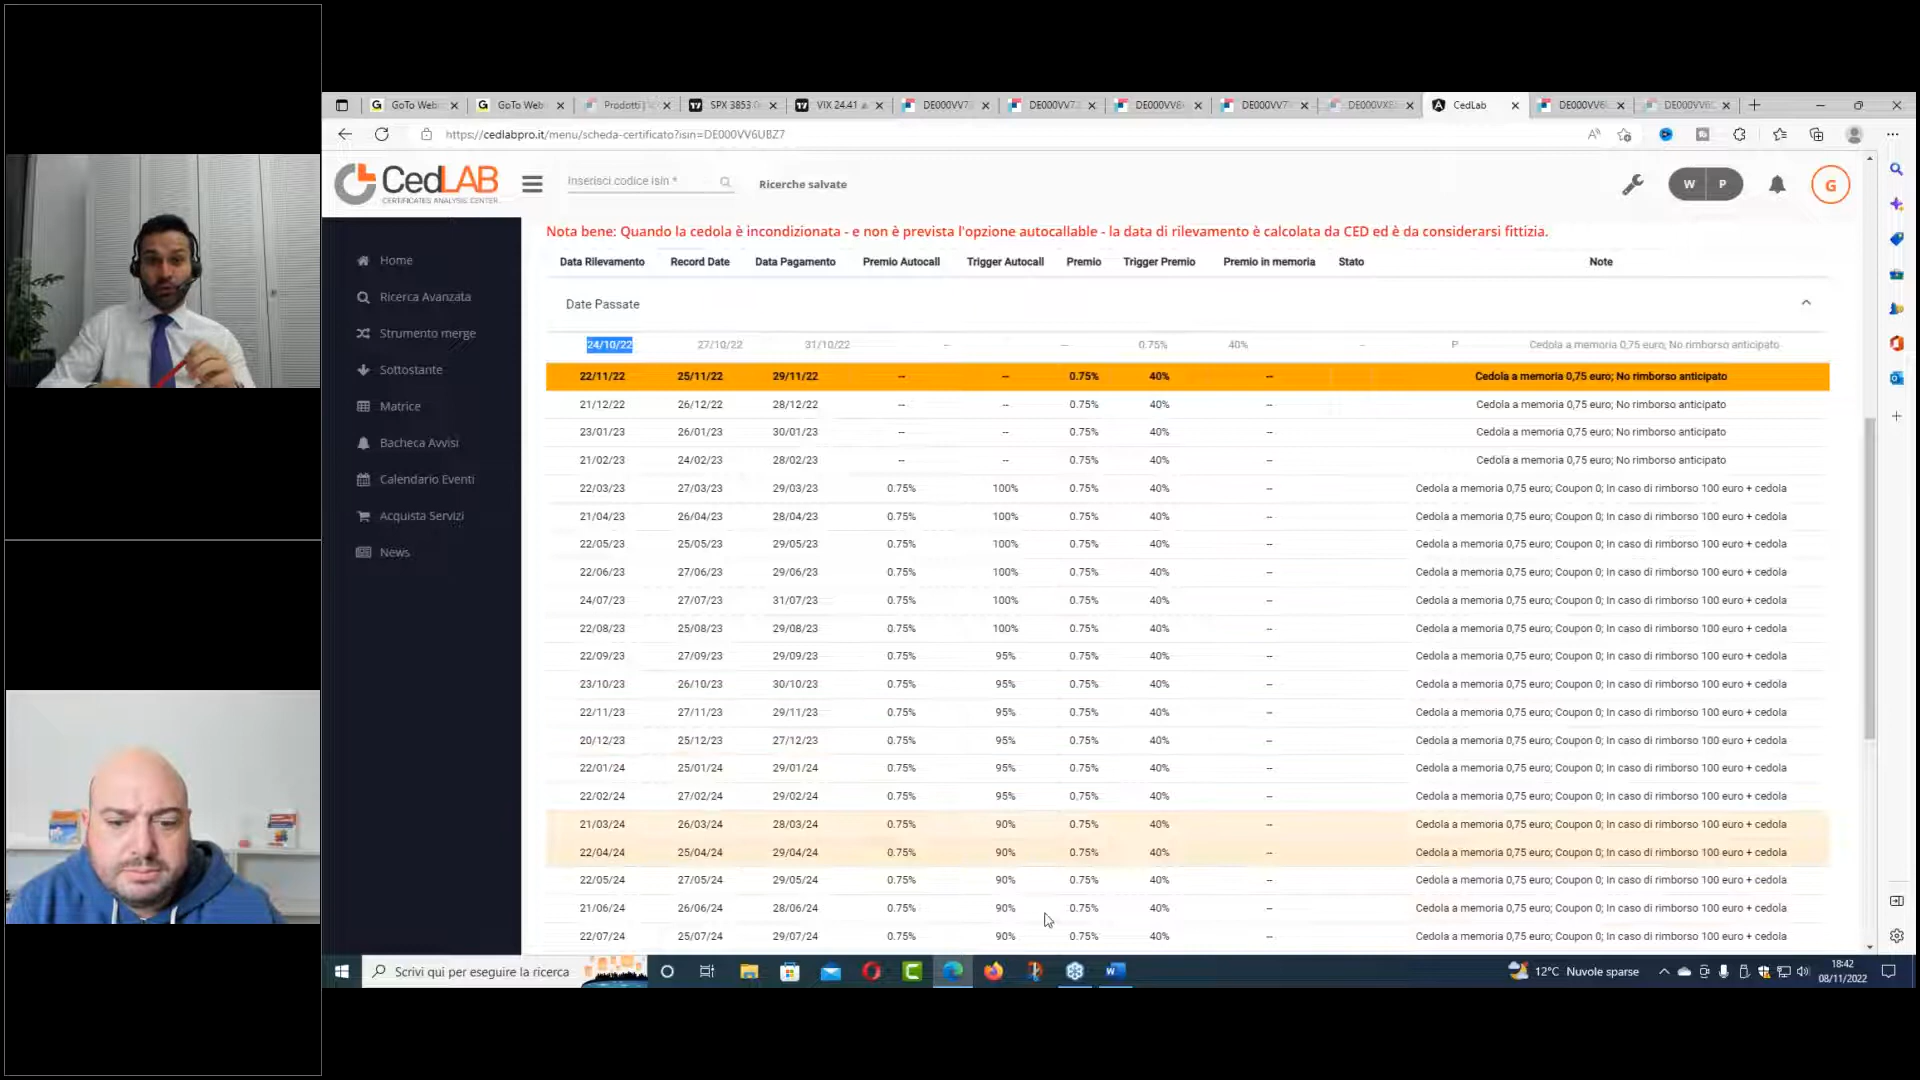 GoTo Web
GoTo Web
Prodotti
SPX 3853
VIX 24.41
DE000VV7
DE000VV7
DE000VV8
DE000VV7
DE000VX8
CedLab
DE000VV6
DE000VV6
https://cedlabpro.it/menu/scheda-certificato?isin=DE000VV6UBZ7
CedLAB
CERTIFICATES ANALYSIS CENTER
Inserisci codice isin *
Ricerche salvate
W P
G
Home
Ricerca Avanzata
Strumento merge
Sottostante
Matrice
Bacheca Avvisi
Calendario Eventi
Acquista Servizi
News
Nota bene: Quando la cedola è incondizionata - e non è prevista l'opzione autocallable - la data di rilevamento è calcolata da CED ed è da considerarsi fittizia.
Data Rilevamento Record Date Data Pagamento Premio Autocall Trigger Autocall Premio Trigger Premio Premio in memoria Stato Note
Date Passate
24/10/22 27/10/22 31/10/22 -- -- 0.75% 40% -- P Cedola a memoria 0,75 euro; No rimborso anticipato
22/11/22 25/11/22 29/11/22 -- -- 0.75% 40% -- Cedola a memoria 0,75 euro; No rimborso anticipato
21/12/22 26/12/22 28/12/22 -- -- 0.75% 40% -- Cedola a memoria 0,75 euro; No rimborso anticipato
23/01/23 26/01/23 30/01/23 -- -- 0.75% 40% -- Cedola a memoria 0,75 euro; No rimborso anticipato
21/02/23 24/02/23 28/02/23 -- -- 0.75% 40% -- Cedola a memoria 0,75 euro; No rimborso anticipato
22/03/23 27/03/23 29/03/23 0.75% 100% 0.75% 40% -- Cedola a memoria 0,75 euro; Coupon 0; In caso di rimborso 100 euro + cedola
21/04/23 26/04/23 28/04/23 0.75% 100% 0.75% 40% -- Cedola a memoria 0,75 euro; Coupon 0; In caso di rimborso 100 euro + cedola
22/05/23 25/05/23 29/05/23 0.75% 100% 0.75% 40% -- Cedola a memoria 0,75 euro; Coupon 0; In caso di rimborso 100 euro + cedola
22/06/23 27/06/23 29/06/23 0.75% 100% 0.75% 40% -- Cedola a memoria 0,75 euro; Coupon 0; In caso di rimborso 100 euro + cedola
24/07/23 27/07/23 31/07/23 0.75% 100% 0.75% 40% -- Cedola a memoria 0,75 euro; Coupon 0; In caso di rimborso 100 euro + cedola
22/08/23 25/08/23 29/08/23 0.75% 100% 0.75% 40% -- Cedola a memoria 0,75 euro; Coupon 0; In caso di rimborso 100 euro + cedola
22/09/23 27/09/23 29/09/23 0.75% 95% 0.75% 40% -- Cedola a memoria 0,75 euro; Coupon 0; In caso di rimborso 100 euro + cedola
23/10/23 26/10/23 30/10/23 0.75% 95% 0.75% 40% -- Cedola a memoria 0,75 euro; Coupon 0; In caso di rimborso 100 euro + cedola
22/11/23 27/11/23 29/11/23 0.75% 95% 0.75% 40% -- Cedola a memoria 0,75 euro; Coupon 0; In caso di rimborso 100 euro + cedola
20/12/23 25/12/23 27/12/23 0.75% 95% 0.75% 40% -- Cedola a memoria 0,75 euro; Coupon 0; In caso di rimborso 100 euro + cedola
22/01/24 25/01/24 29/01/24 0.75% 95% 0.75% 40% -- Cedola a memoria 0,75 euro; Coupon 0; In caso di rimborso 100 euro + cedola
22/02/24 27/02/24 29/02/24 0.75% 95% 0,75% 40% -- Cedola a memoria 0,75 euro; Coupon 0; In caso di rimborso 100 euro + cedola
21/03/24 26/03/24 28/03/24 0.75% 90% 0.75% 40% -- Cedola a memoria 0,75 euro; Coupon 0; In caso di rimborso 100 euro + cedola
22/04/24 25/04/24 29/04/24 0.75% 90% 0.75% 40% -- Cedola a memoria 0,75 euro; Coupon 0; In caso di rimborso 100 euro + cedola
22/05/24 27/05/24 29/05/24 0.75% 90% 0.75% 40% -- Cedola a memoria 0,75 euro; Coupon 0; In caso di rimborso 100 euro + cedola
21/06/24 26/06/24 28/06/24 0.75% 90% 0.75% 40% -- Cedola a memoria 0,75 euro; Coupon 0; In caso di rimborso 100 euro + cedola
22/07/24 25/07/24 29/07/24 0.75% 90% 0.75% 40% -- Cedola a memoria 0,75 euro; Coupon 0; In caso di rimborso 100 euro + cedola
Scrivi qui per eseguire la ricerca
12°C Nuvole sparse
18:42
08/11/2022